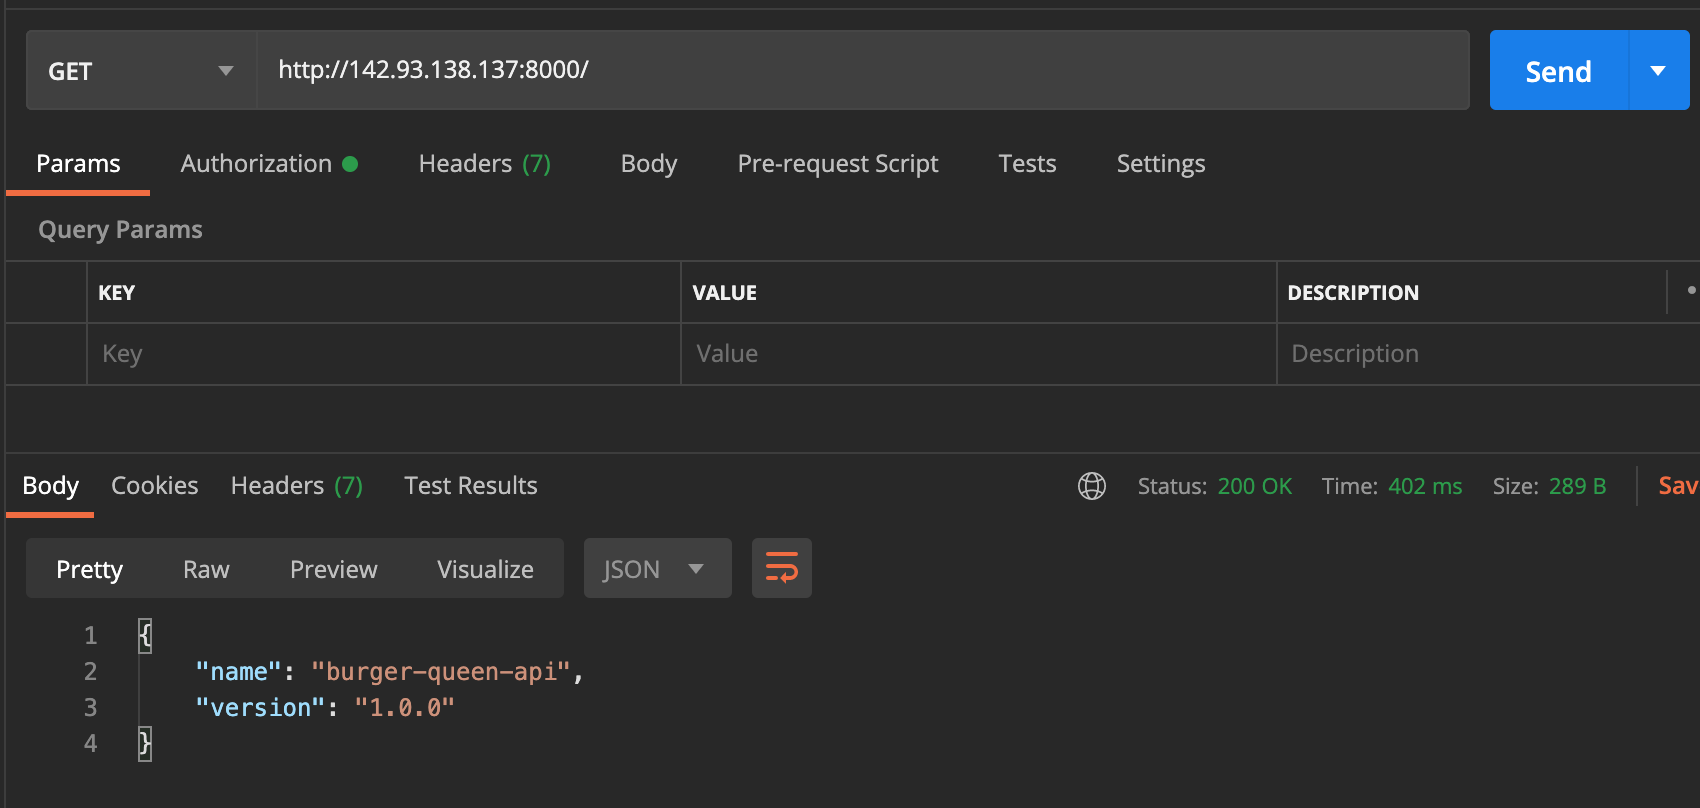 GET http://142.93.138.137:8000/ Send
Params Authorization Headers (7) Body Pre-request Script Tests Settings
Query Params
KEY VALUE DESCRIPTION
Key Value Description
Body Cookies Headers (7) Test Results Status: 200 OK Time: 402 ms Size: 289 B Sav
Pretty Raw Preview Visualize JSON
1 {
2 "name": "burger-queen-api",
3 "version": "1.0.0"
4 }